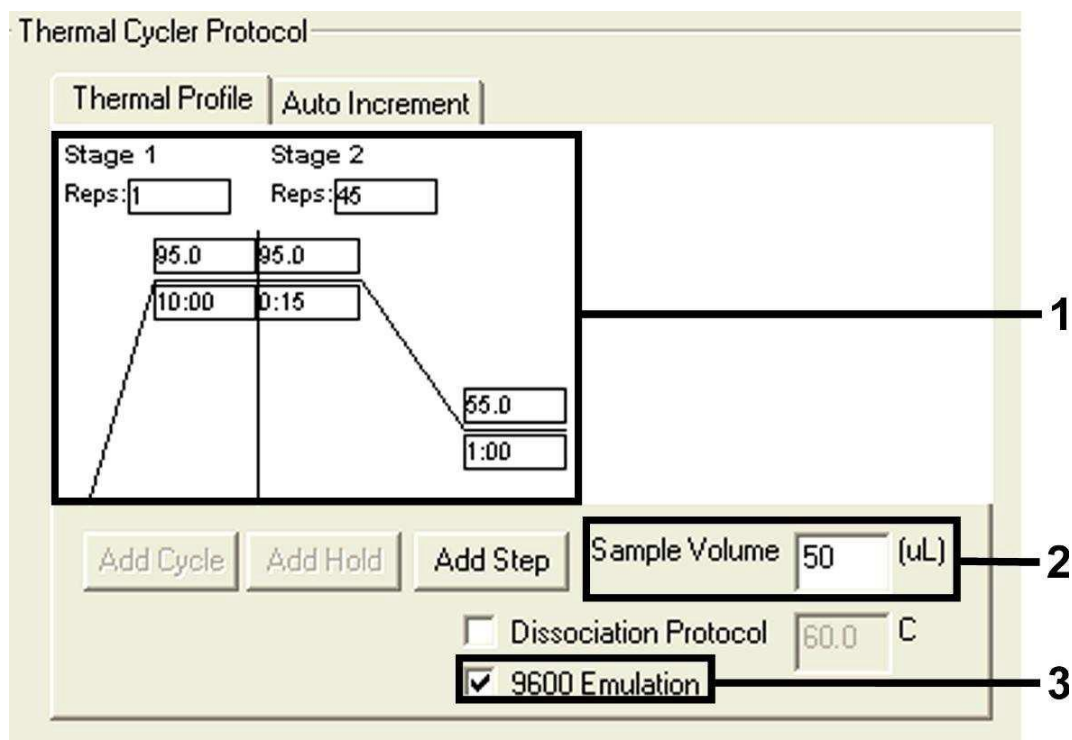 Thermal Cycler Protocol
Thermal Profile Auto Increment
Stage 1 Stage 2
Reps: 1 Reps: 45
95.0 95.0
10:00 0:15
1
55.0
1:00
Add Cycle Add Hold Add Step Sample Volume 50 (uL)
2
Dissociation Protocol 60.0 C
9600 Emulation
3